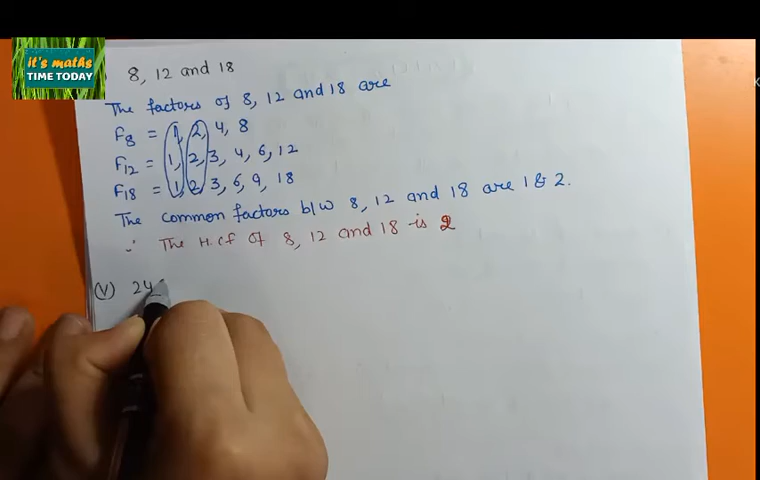 it's maths
TIME TODAY
8, 12 and 18
The factors of 8, 12 and 18 are
F8 = 1, 2, 4, 8
F12 = 1, 2, 3, 4, 6, 12
F18 = 1, 2, 3, 6, 9, 18
The common factors b/w 8, 12 and 18 are 1 & 2.
∴ The H.cf of 8, 12 and 18 is 2
(V) 24